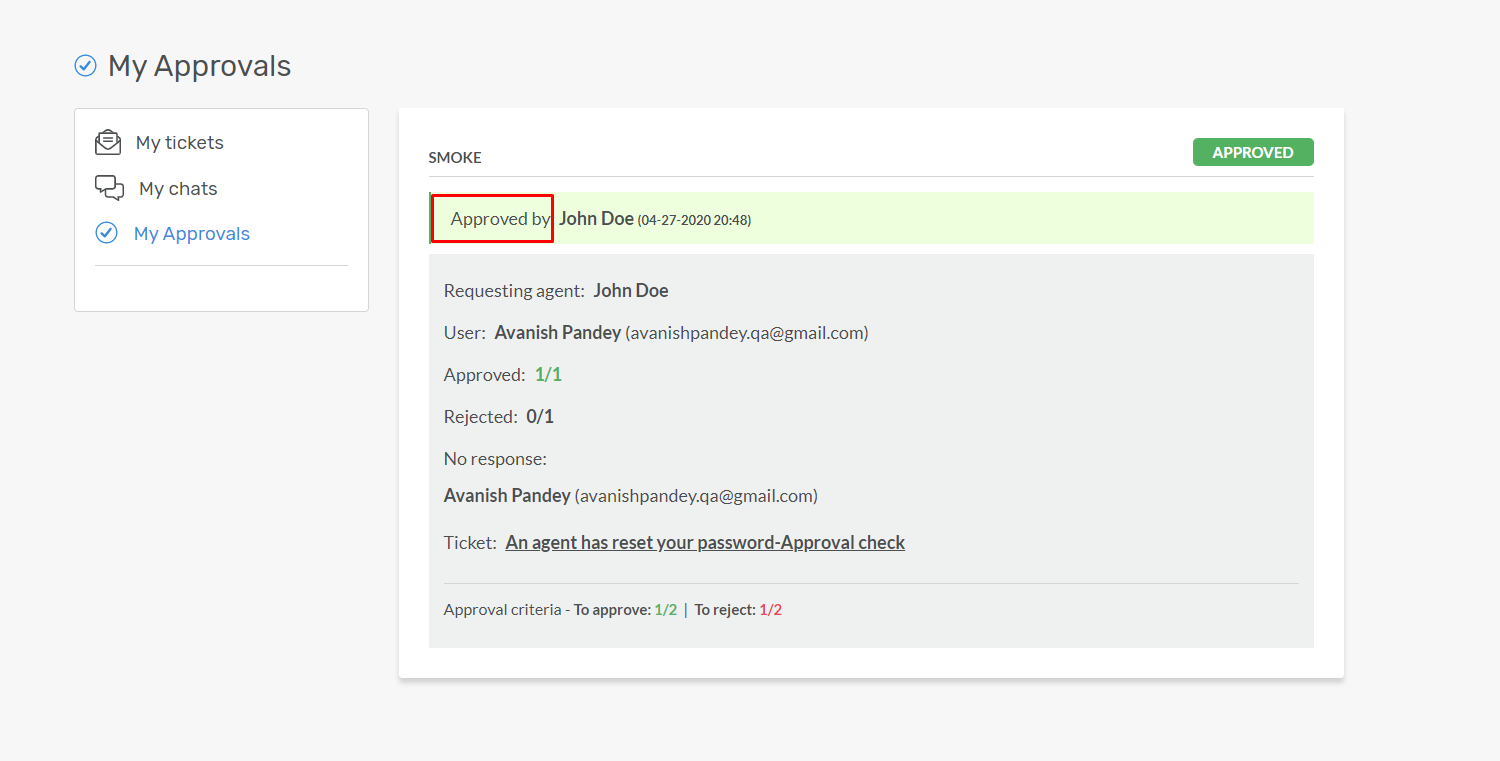 My Approvals
My tickets
My chats
My Approvals
SMOKE
APPROVED
Approved by: John Doe (04-27-2020 20:48)
Requesting agent: John Doe
User: Avanish Pandey (avanishpandey.qa@gmail.com)
Approved: 1/1
Rejected: 0/1
No response:
Avanish Pandey (avanishpandey.qa@gmail.com)
Ticket: An agent has reset your password-Approval check
Approval criteria - To approve: 1/2 | To reject: 1/2